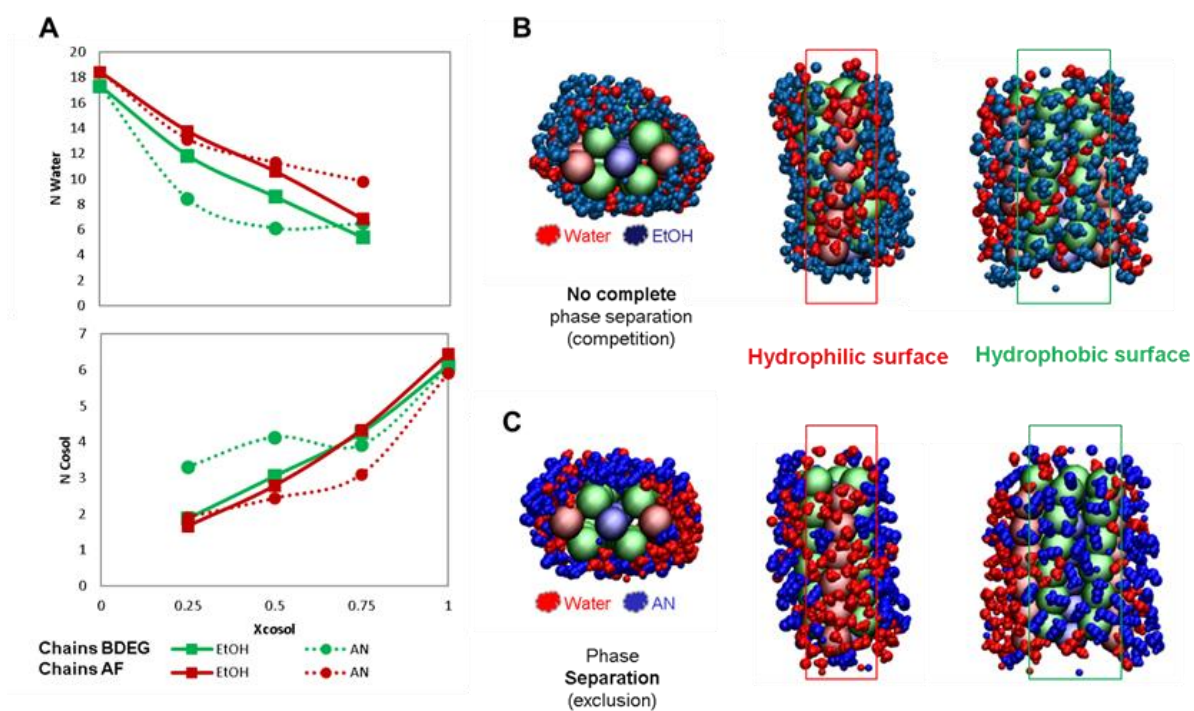 A
20
18
16
14
12
10
8
6
4
2
0
N Water
7
6
5
4
3
2
1
0
N Cosol
0 0.25 0.5 0.75 1
Xcosol
Chains BDEG EtOH AN
Chains AF EtOH AN
B
Water EtOH
No complete
phase separation
(competition)
Hydrophilic surface
Hydrophobic surface
C
Water AN
Phase
Separation
(exclusion)